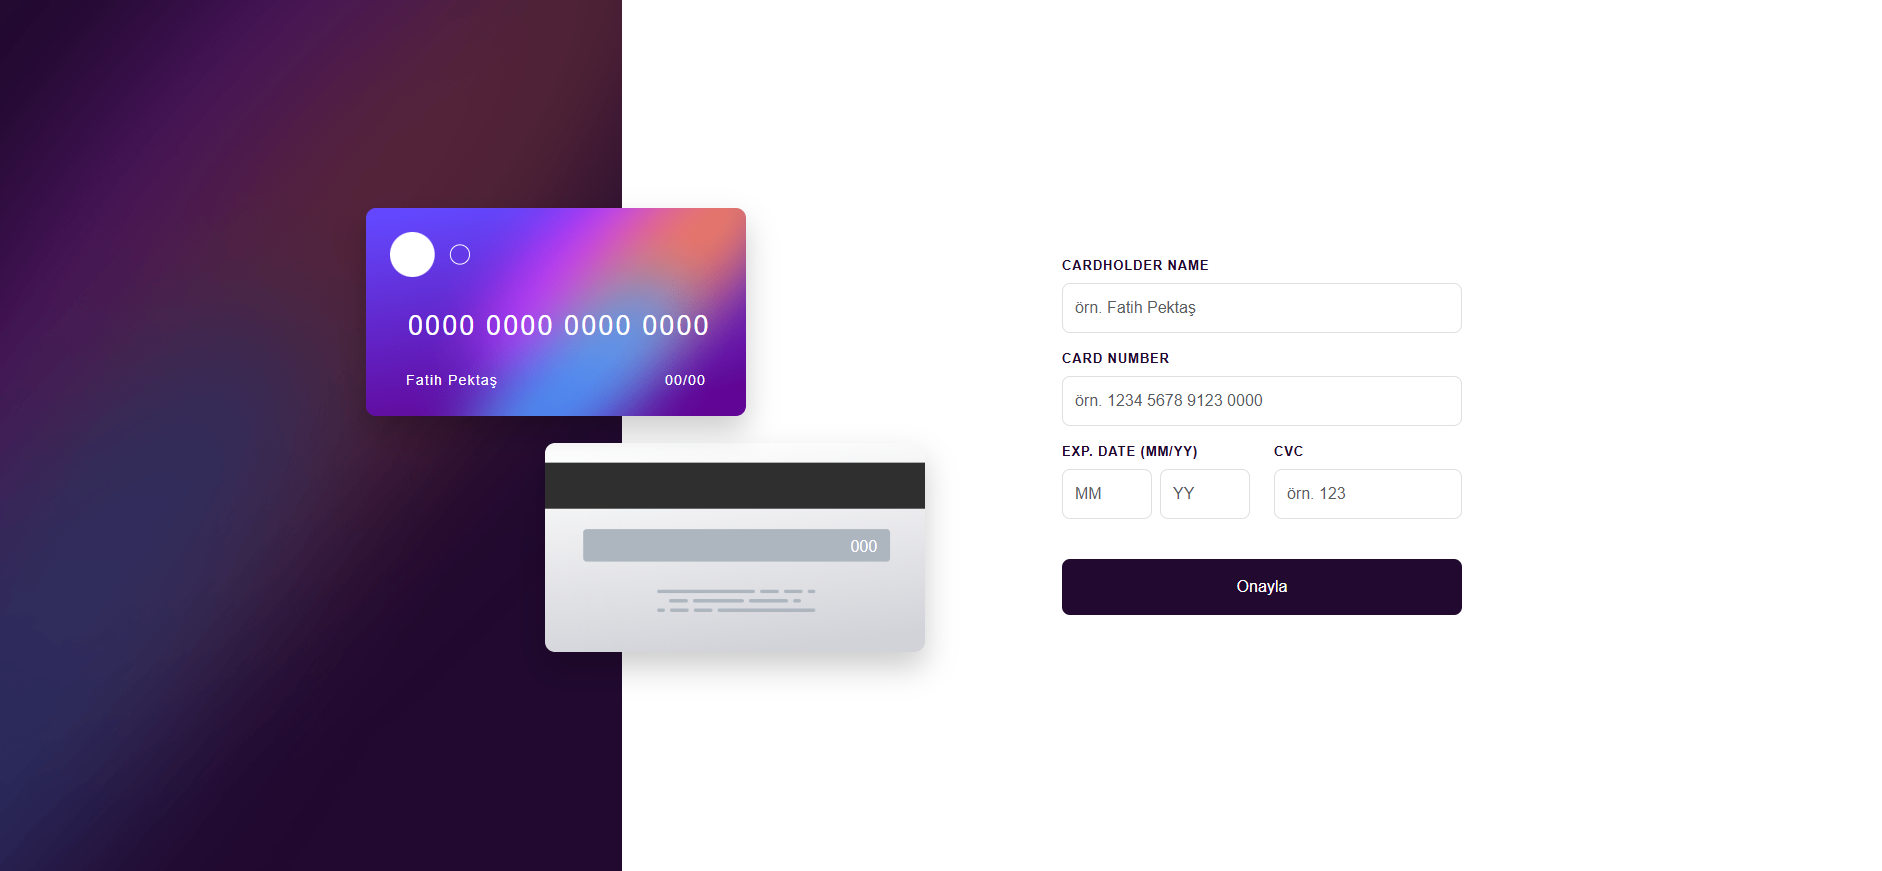 0000 0000 0000 0000
Fatih Pektaş 00/00
000
CARDHOLDER NAME
örn. Fatih Pektaş
CARD NUMBER
örn. 1234 5678 9123 0000
EXP. DATE (MM/YY) CVC
MM YY örn. 123
Onayla